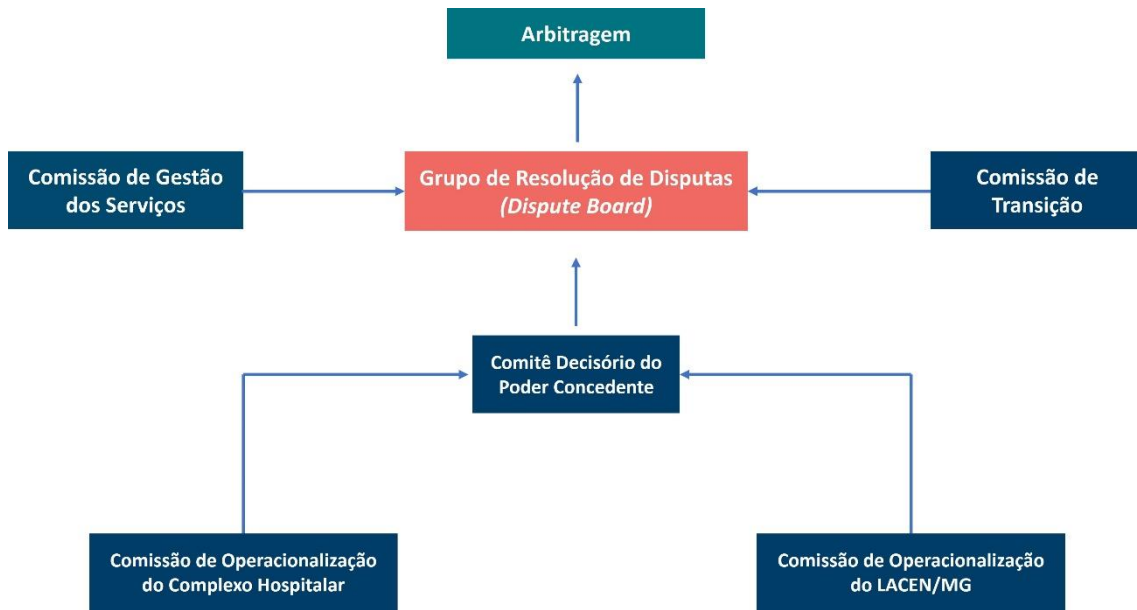 Arbitragem
Comissão de Gestão
dos Serviços
Grupo de Resolução de Disputas
(Dispute Board)
Comissão de
Transição
Comitê Decisório do
Poder Concedente
Comissão de Operacionalização
do Complexo Hospitalar
Comissão de Operacionalização
do LACEN/MG